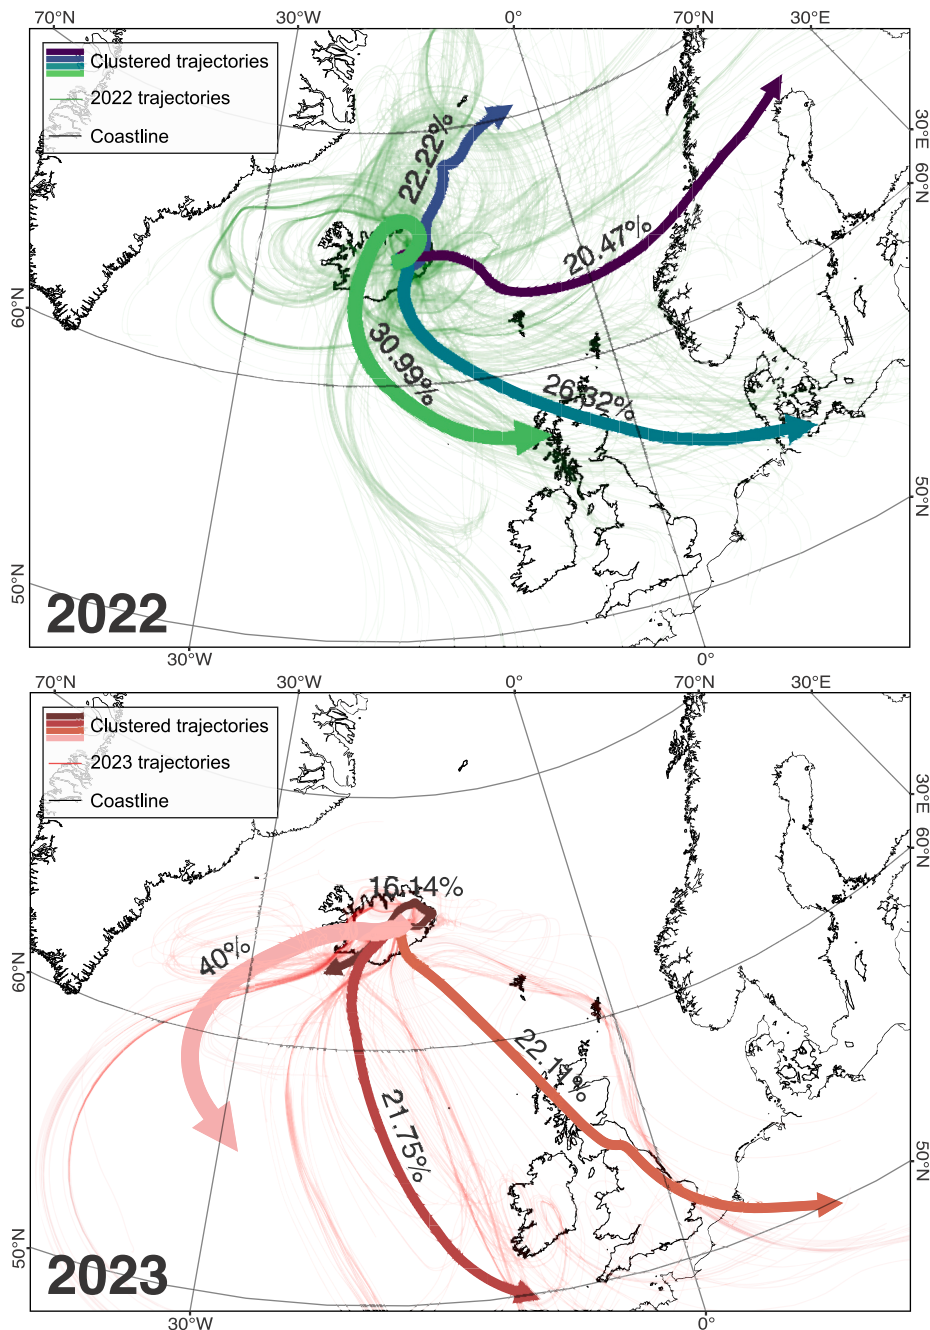 70°N 30°W 0° 70°N 30°E
Clustered trajectories
2022 trajectories
Coastline
30°E
60°N
22.22%
20.47%
60°N
30.99%
26.32%
50°N
50°N
2022
30°W 0°
70°N 30°W 0° 70°N 30°E
Clustered trajectories
2023 trajectories
Coastline
30°E
60°N
16.14%
40%
60°N
22.11%
21.75%
50°N
50°N
2023
30°W 0°